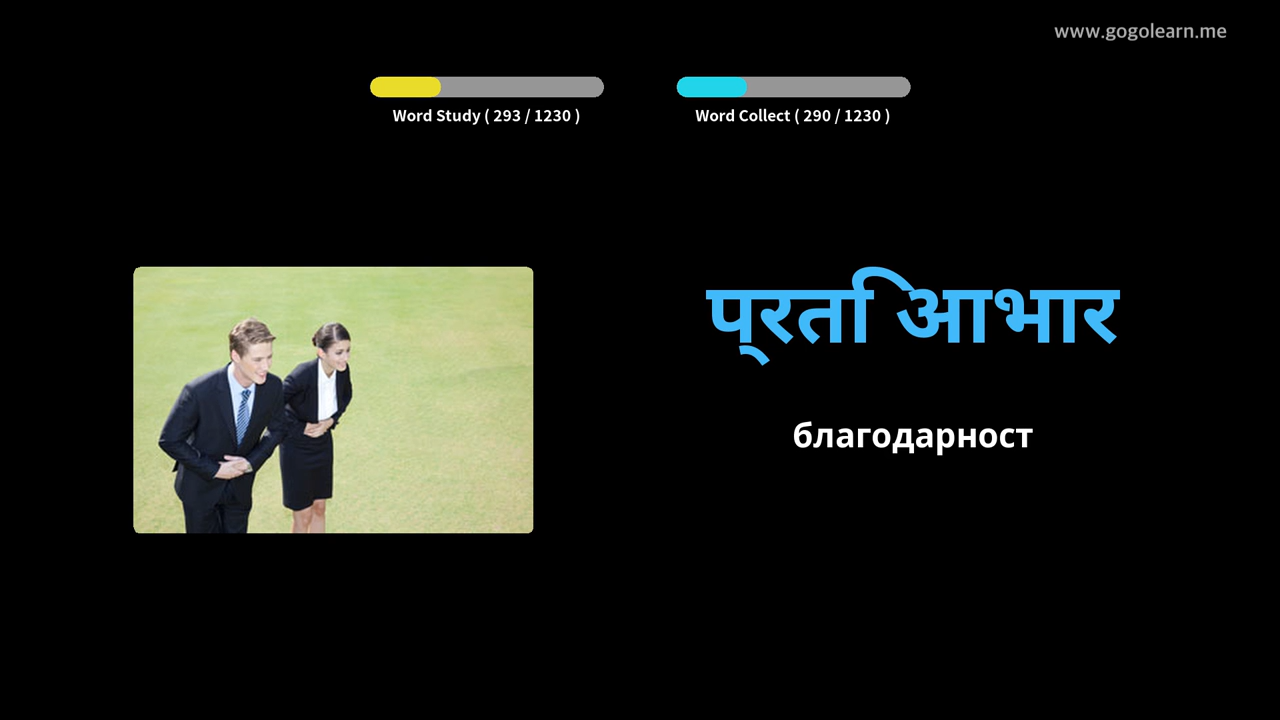 www.gogolearn.me
Word Study ( 293 / 1230 )
Word Collect ( 290 / 1230 )
प्रति आभार
благодарност